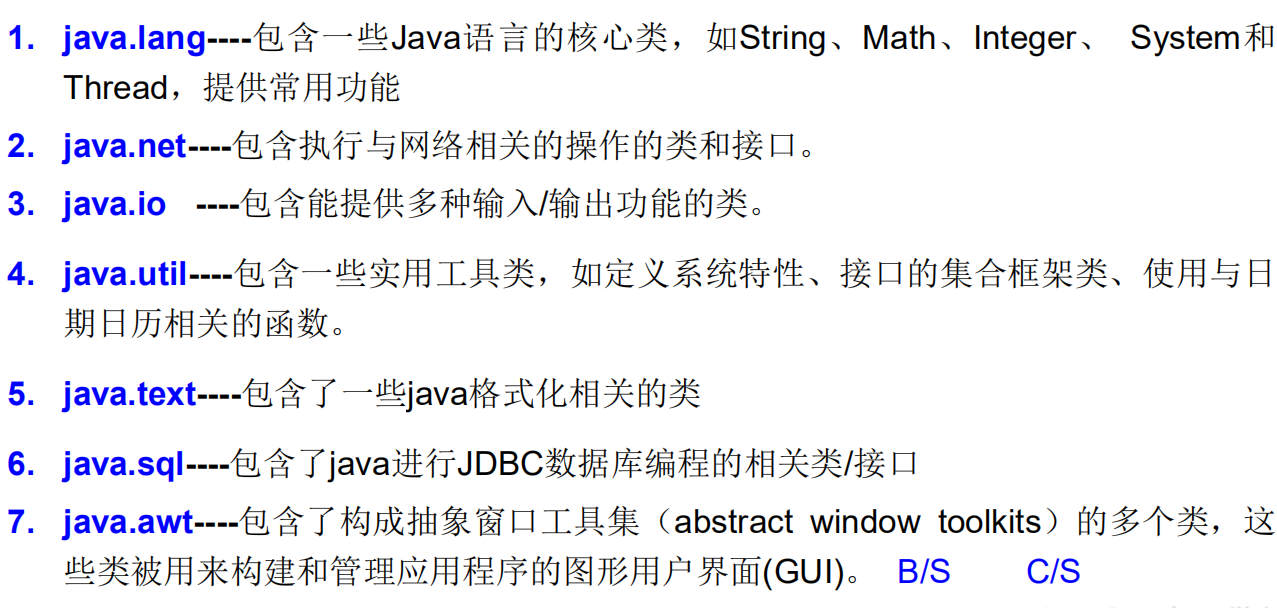 1. java.lang----包含一些Java语言的核心类，如String、Math、Integer、 System和
Thread，提供常用功能
2. java.net----包含执行与网络相关的操作的类和接口。
3. java.io ----包含能提供多种输入/输出功能的类。
4. java.util----包含一些实用工具类，如定义系统特性、接口的集合框架类、使用与日
期日历相关的函数。
5. java.text----包含了一些java格式化相关的类
6. java.sql----包含了java进行JDBC数据库编程的相关类/接口
7. java.awt----包含了构成抽象窗口工具集（abstract window toolkits）的多个类，这
些类被用来构建和管理应用程序的图形用户界面(GUI)。 B/S C/S